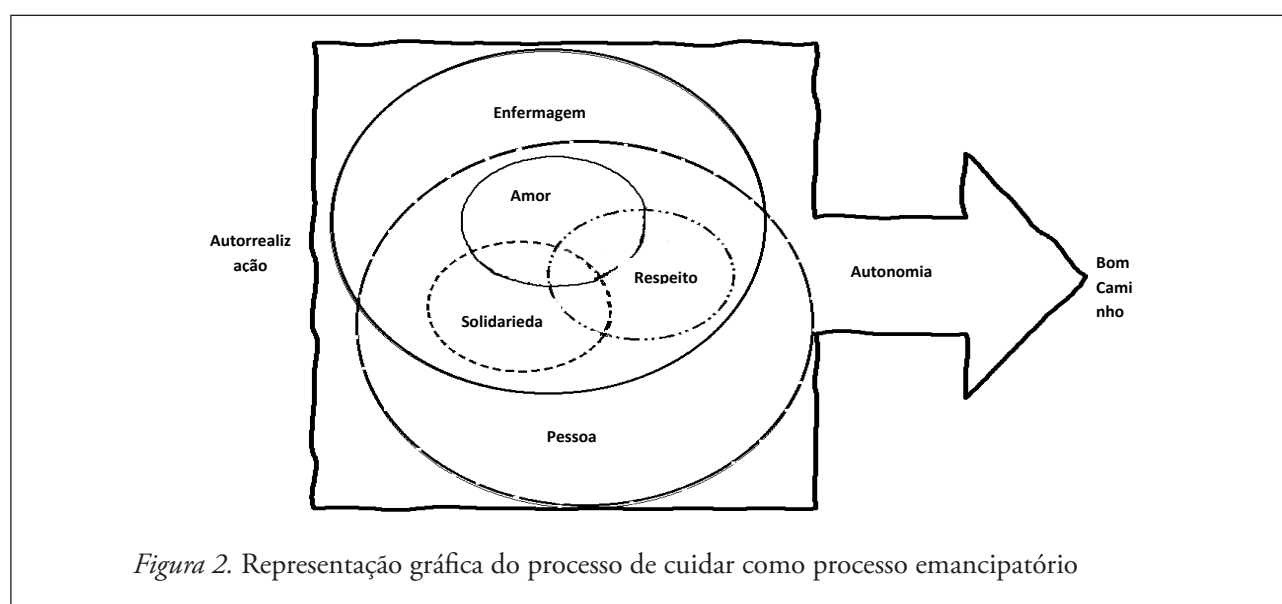 Enfermagem
Amor
Autorrealiz
ação
Respeito
Autonomia
Bom
Cami
nho
Solidarieda
Pessoa
Figura 2. Representação gráfica do processo de cuidar como processo emancipatório